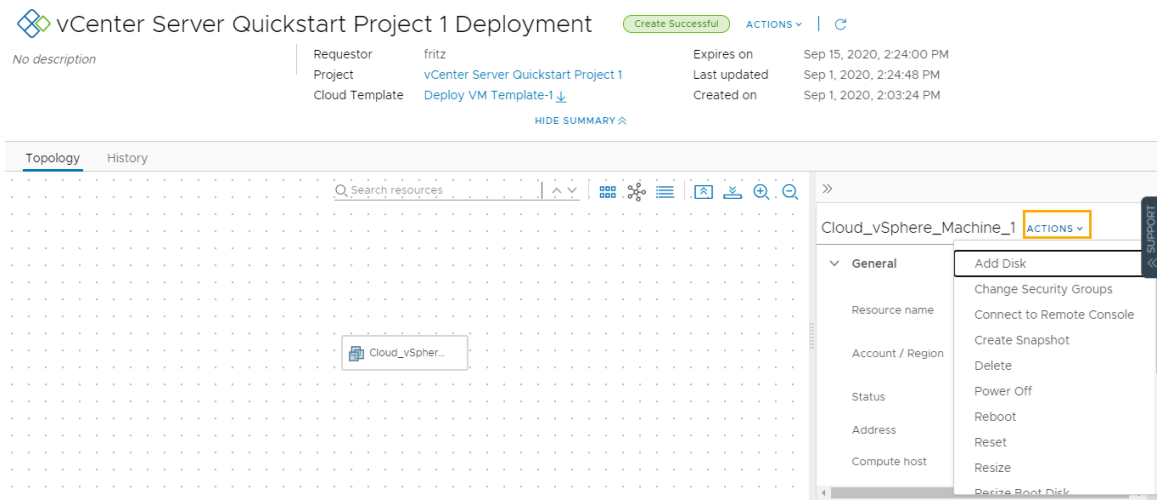 vCenter Server Quickstart Project 1 Deployment Create Successful ACTIONS
No description
Requestor fritz Expires on Sep 15, 2020, 2:24:00 PM
Project vCenter Server Quickstart Project 1 Last updated Sep 1, 2020, 2:24:48 PM
Cloud Template Deploy VM Template-1 Created on Sep 1, 2020, 2:03:24 PM
HIDE SUMMARY
Topology History
Search resources
Cloud_vSpher...
Cloud_vSphere_Machine_1 ACTIONS
SUPPORT
General
Resource name
Account / Region
Status
Address
Compute host
Add Disk
Change Security Groups
Connect to Remote Console
Create Snapshot
Delete
Power Off
Reboot
Reset
Resize
Resize Boot Disk